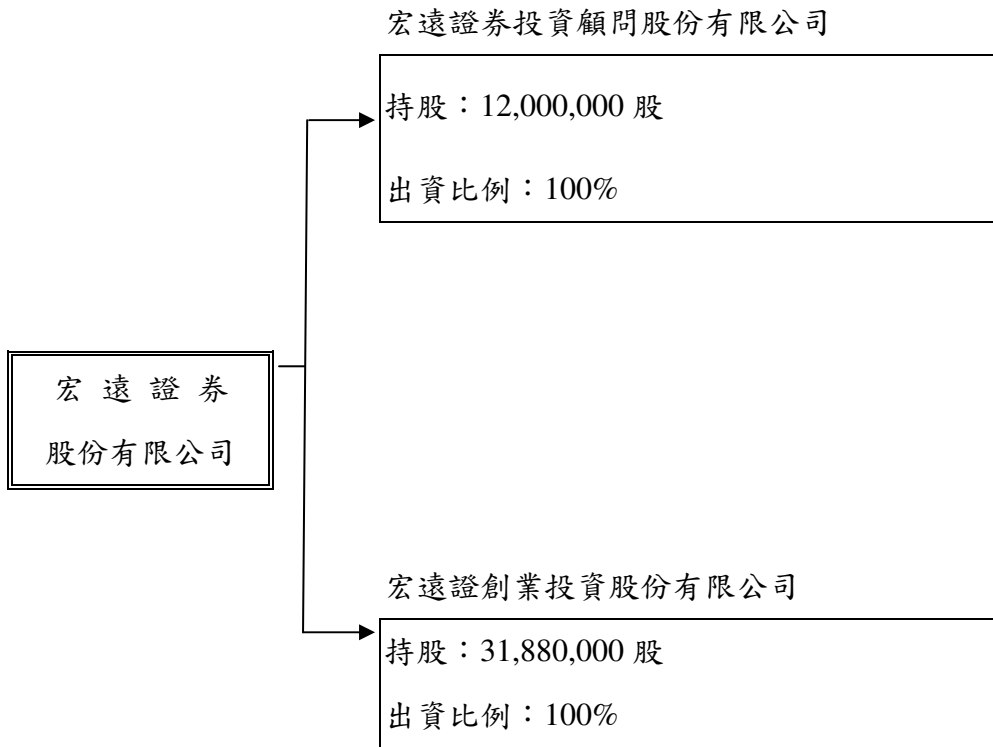 宏遠證券投資顧問股份有限公司
持股：12,000,000 股
出資比例：100%
宏 遠 證 券
股份有限公司
宏遠證創業投資股份有限公司
持股：31,880,000 股
出資比例：100%